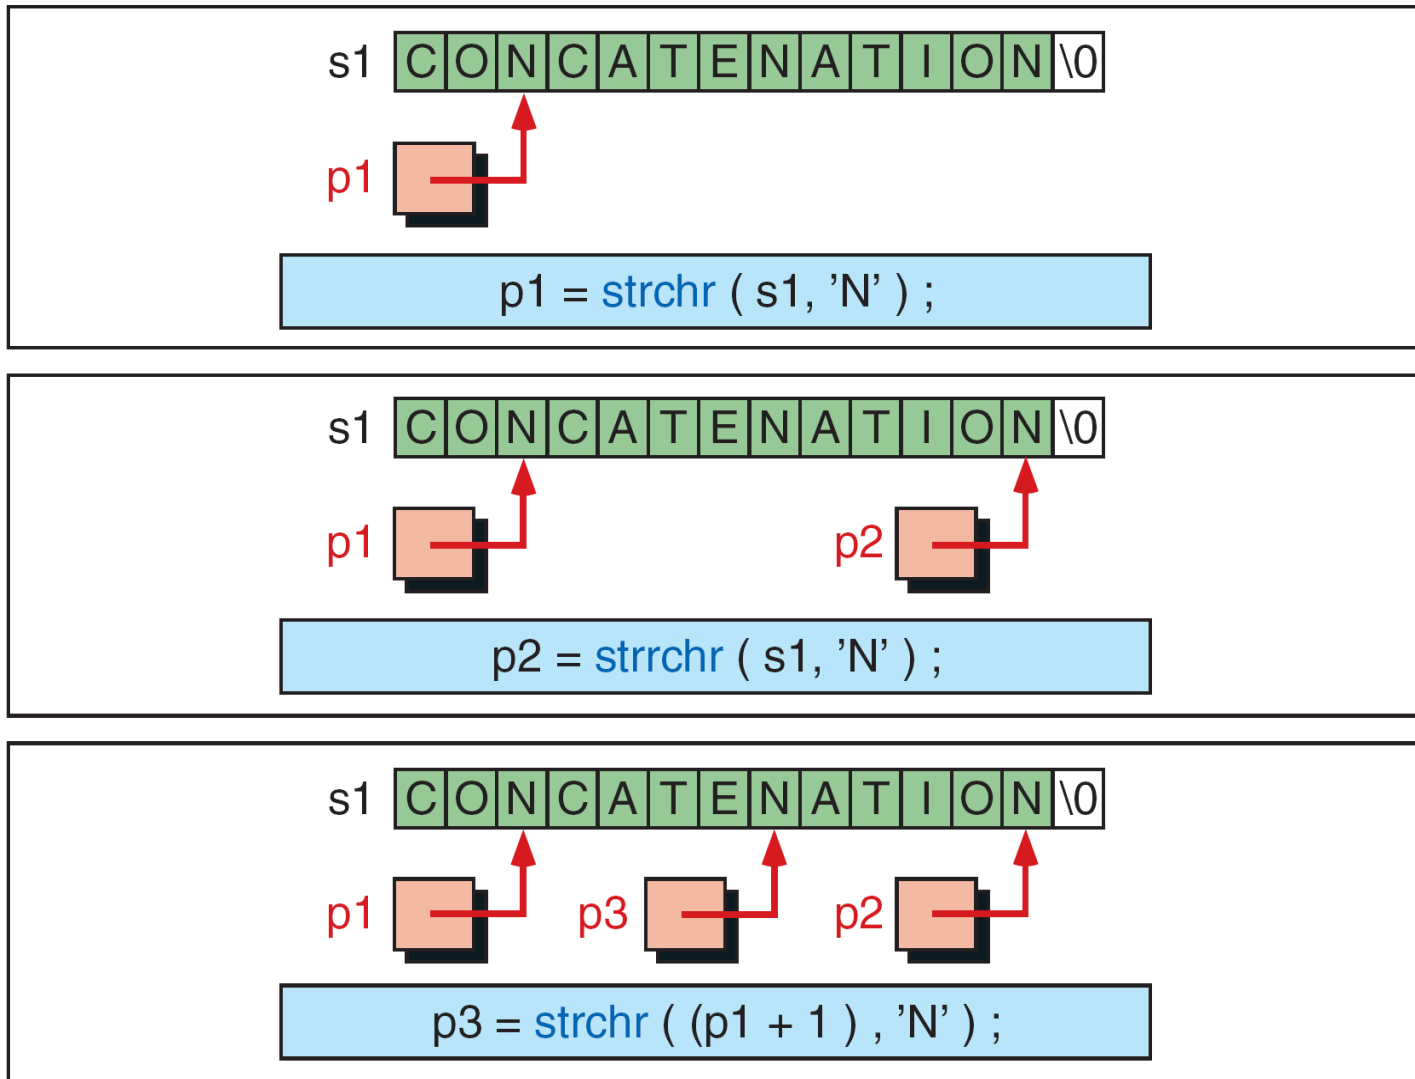 s1 C O N C A T E N A T I O N \0
p1
p1 = strchr ( s1, ’N’ ) ;
s1 C O N C A T E N A T I O N \0
p1 p2
p2 = strrchr ( s1, ’N’ ) ;
s1 C O N C A T E N A T I O N \0
p1 p3 p2
p3 = strchr ( (p1 + 1 ) , ’N’ ) ;